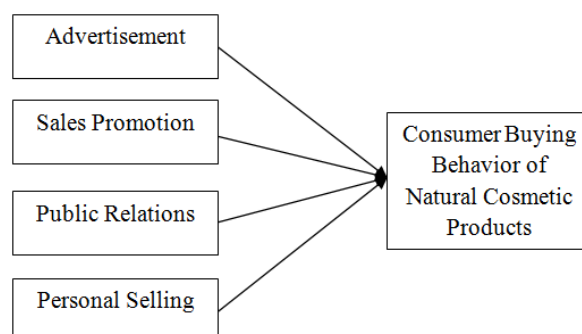 Advertisement
Sales Promotion
Public Relations
Personal Selling
Consumer Buying
Behavior of
Natural Cosmetic
Products